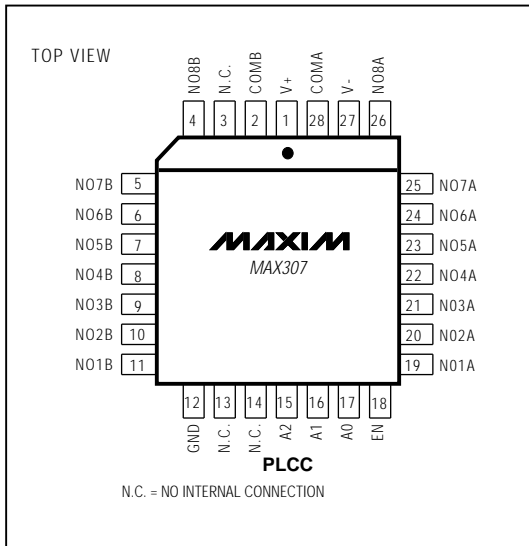 TOP VIEW
NO8B N.C. COMB V+ COMA V- NO8A
4 3 2 1 28 27 26
NO7B 5 25 NO7A
NO6B 6 24 NO6A
NO5B 7 23 NO5A
NO4B 8 22 NO4A
NO3B 9 21 NO3A
NO2B 10 20 NO2A
NO1B 11 19 NO1A
MAXIM
MAX307
12 13 14 15 16 17 18
GND N.C. N.C. A2 A1 A0 EN
PLCC
N.C. = NO INTERNAL CONNECTION